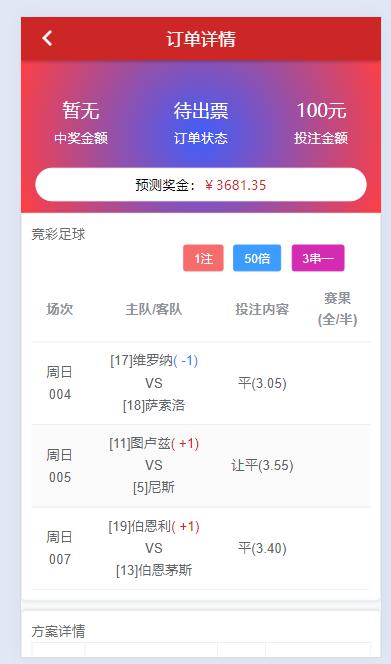 订单详情
暂无 待出票 100元
中奖金额 订单状态 投注金额
预测奖金：￥3681.35
竞彩足球
1注 50倍 3串一
场次 主队/客队 投注内容 赛果
(全/半)
周日
004
[17]维罗纳( -1)
VS
[18]萨索洛
平(3.05)
周日
005
[11]图卢兹( +1)
VS
[5]尼斯
让平(3.55)
周日
007
[19]伯恩利( +1)
VS
[13]伯恩茅斯
平(3.40)
方案详情